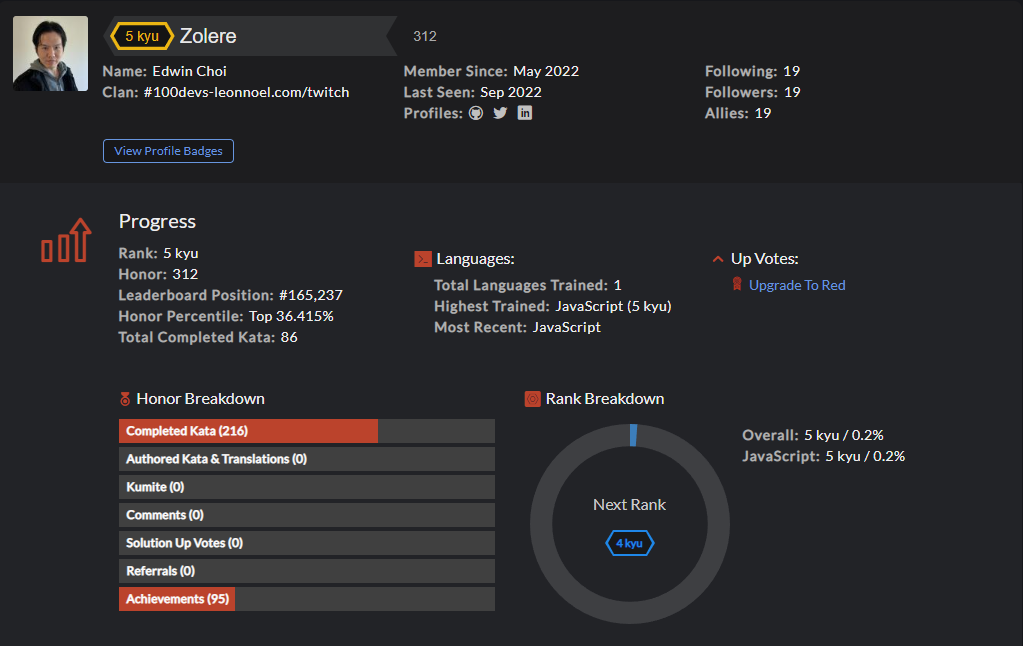 5 kyu Zolere 312
Name: Edwin Choi
Clan: #100devs-leonnoel.com/twitch
Member Since: May 2022
Last Seen: Sep 2022
Profiles: in
Following: 19
Followers: 19
Allies: 19
View Profile Badges
Progress
Rank: 5 kyu
Honor: 312
Leaderboard Position: #165,237
Honor Percentile: Top 36.415%
Total Completed Kata: 86
Languages:
Total Languages Trained: 1
Highest Trained: JavaScript (5 kyu)
Most Recent: JavaScript
Up Votes:
Upgrade To Red
Honor Breakdown
Completed Kata (216)
Authored Kata & Translations (0)
Kumite (0)
Comments (0)
Solution Up Votes (0)
Referrals (0)
Achievements (95)
Rank Breakdown
Next Rank
4 kyu
Overall: 5 kyu / 0.2%
JavaScript: 5 kyu / 0.2%